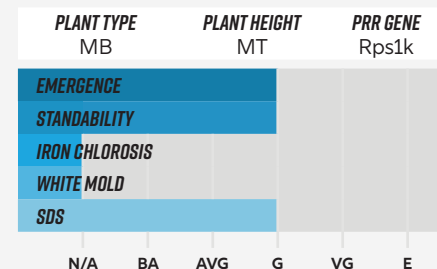 PLANT TYPE PLANT HEIGHT PRR GENE
MB MT Rps1k
EMERGENCE
STANDABILITY
IRON CHLOROSIS
WHITE MOLD
SDS
N/A BA AVG G VG E